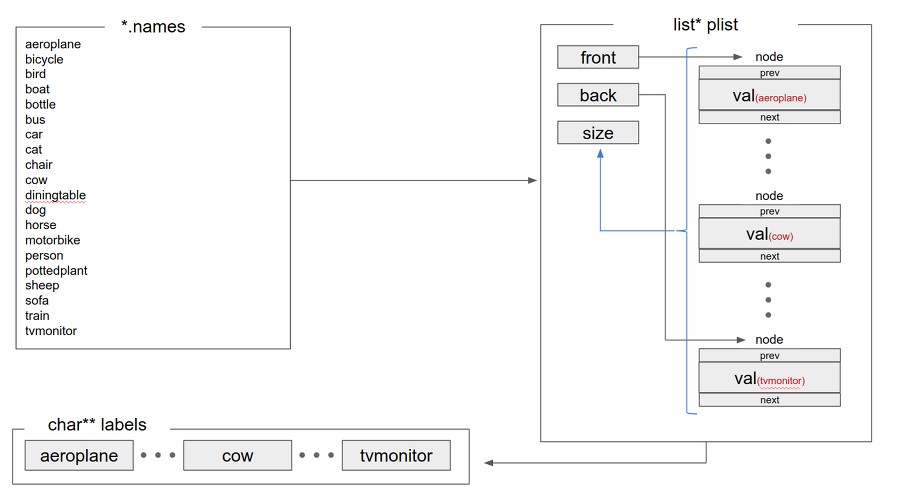 *.names
aeroplane
bicycle
bird
boat
bottle
bus
car
cat
chair
cow
diningtable
dog
horse
motorbike
person
pottedplant
sheep
sofa
train
tvmonitor
list* plist
front
back
size
node
prev
val(aeroplane)
next
node
prev
val(cow)
next
node
prev
val(tvmonitor)
next
char** labels
aeroplane
cow
tvmonitor